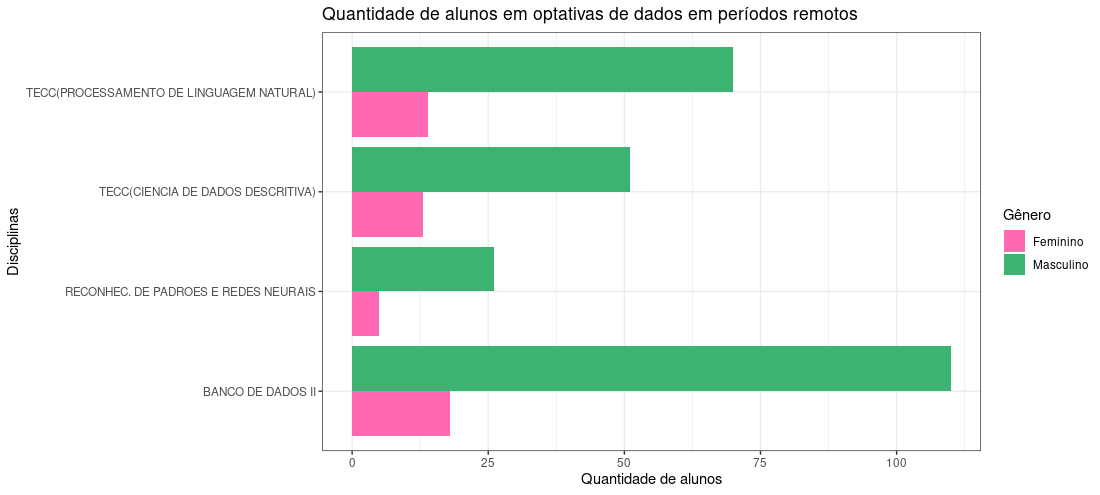 Quantidade de alunos em optativas de dados em períodos remotos
TECC(PROCESSAMENTO DE LINGUAGEM NATURAL)
TECC(CIENCIA DE DADOS DESCRITIVA)
RECONHEC. DE PADROES E REDES NEURAIS
BANCO DE DADOS II
Disciplinas
0 25 50 75 100
Quantidade de alunos
Gênero
Feminino
Masculino